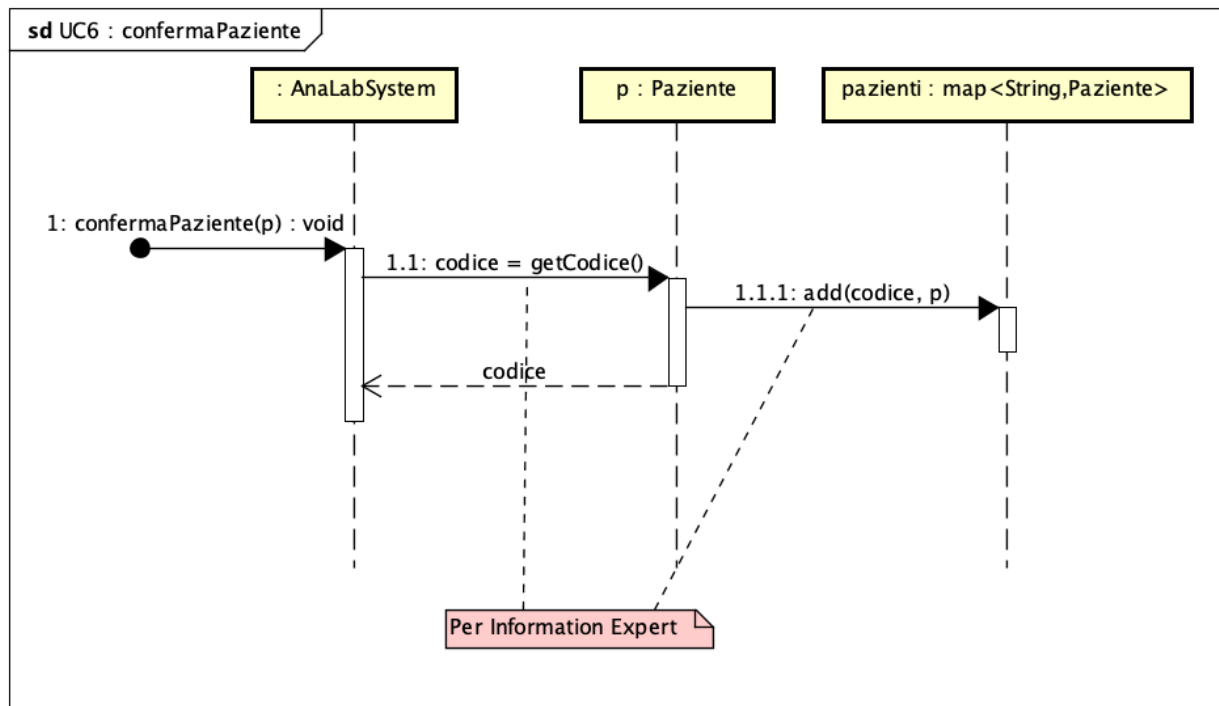 sd UC6 : confermaPaziente
: AnaLabSystem
p : Paziente
pazienti : map<String,Paziente>
1: confermaPaziente(p) : void
1.1: codice = getCodice()
1.1.1: add(codice, p)
codice
Per Information Expert